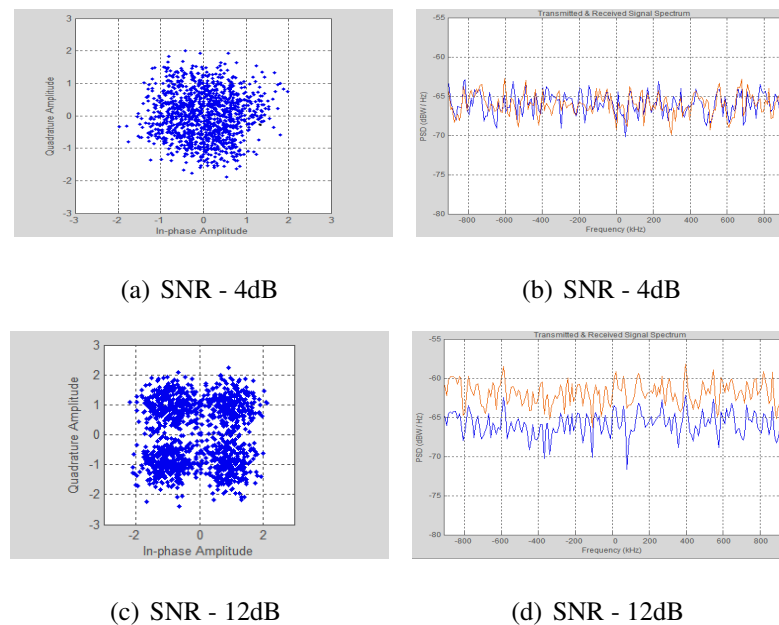 3
2
1
0
-1
-2
-3
-3 -2 -1 0 1 2 3
Quadrature Amplitude
In-phase Amplitude
Transmitted & Received Signal Spectrum
-55
-60
-65
-70
-75
-80
-800 -600 -400 -200 0 200 400 600 800
PSD (dBW / Hz)
Frequency (kHz)
(a) SNR - 4dB
(b) SNR - 4dB
3
2
1
0
-1
-2
-3
-2 0 2
Quadrature Amplitude
In-phase Amplitude
Transmitted & Received Signal Spectrum
-55
-60
-65
-70
-75
-80
-800 -600 -400 -200 0 200 400 600 800
PSD (dBW / Hz)
Frequency (kHz)
(c) SNR - 12dB
(d) SNR - 12dB